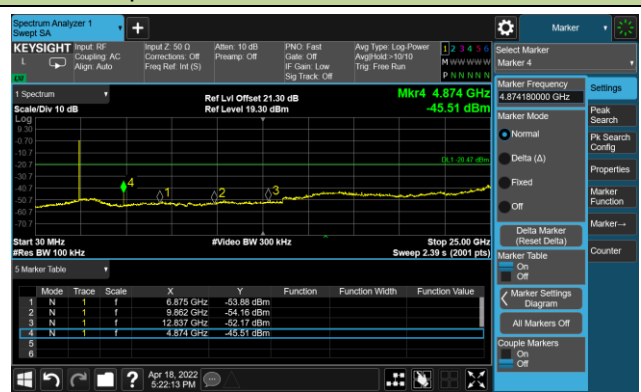 Spectrum Analyzer 1
Swept SA
Marker
KEYSIGHT
L
Input: RF
Coupling: AC
Align: Auto
Input Z: 50 Ω
Corrections: Off
Freq Ref: Int (S)
Atten: 10 dB
Preamp: Off
PNO: Fast
Gate: Off
IF Gain: Low
Sig Track: Off
Avg Type: Log-Power
Avg|Hold:>10/10
Trig: Free Run
1 2 3 4 5 6
M W W W W W
P N N N N N
Select Marker
Marker 4
1 Spectrum
Scale/Div 10 dB
Ref Lvl Offset 21.30 dB
Ref Level 19.30 dBm
Mkr4 4.874 GHz
-45.51 dBm
Log
9.30
-0.70
-10.7
-20.7
-30.7
-40.7
-50.7
-60.7
-70.7
DL1 -20.47 dBm
4
1
2
3
Start 30 MHz
#Res BW 100 kHz
#Video BW 300 kHz
Stop 25.00 GHz
Sweep 2.39 s (2001 pts)
5 Marker Table
Mode Trace Scale X Y Function Function Width Function Value
1 N 1 f 6.875 GHz -53.88 dBm
2 N 1 f 9.862 GHz -54.16 dBm
3 N 1 f 12.837 GHz -52.17 dBm
4 N 1 f 4.874 GHz -45.51 dBm
5
6
Marker Frequency
4.874180000 GHz
Marker Mode
Normal
Delta (Δ)
Fixed
Off
Delta Marker
(Reset Delta)
Marker Table
On
Off
Marker Settings
Diagram
All Markers Off
Couple Markers
On
Off
Settings
Peak
Search
Pk Search
Config
Properties
Marker
Function
Marker→
Counter
Apr 18, 2022
5:22:13 PM